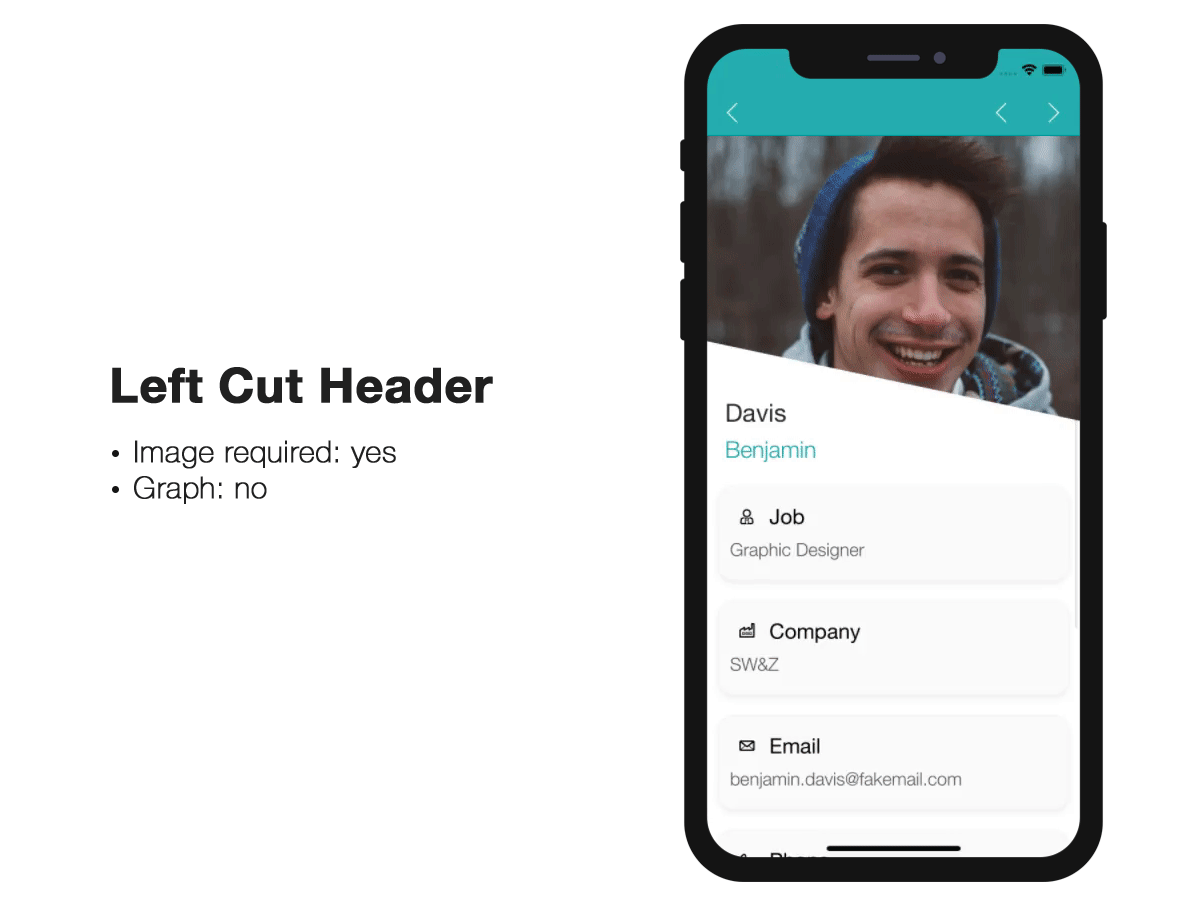 Left Cut Header
• Image required: yes
• Graph: no
Davis
Benjamin
Job
Graphic Designer
Company
SW&Z
Email
benjamin.davis@fakemail.com
Phone